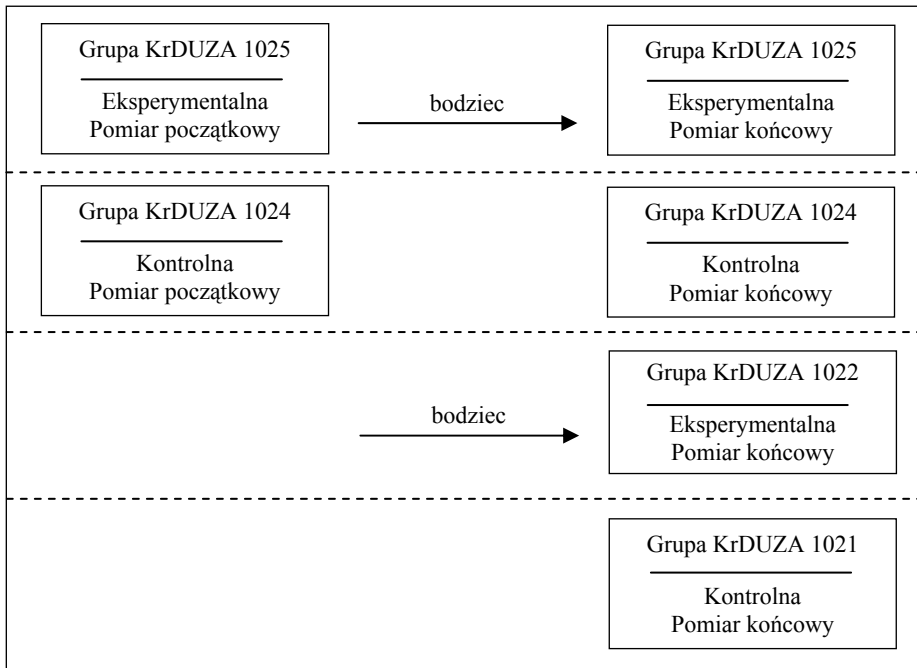 Grupa KrDUZA 1025
Eksperymentalna
Pomiar początkowy
bodziec
Grupa KrDUZA 1025
Eksperymentalna
Pomiar końcowy
Grupa KrDUZA 1024
Kontrolna
Pomiar początkowy
Grupa KrDUZA 1024
Kontrolna
Pomiar końcowy
bodziec
Grupa KrDUZA 1022
Eksperymentalna
Pomiar końcowy
Grupa KrDUZA 1021
Kontrolna
Pomiar końcowy